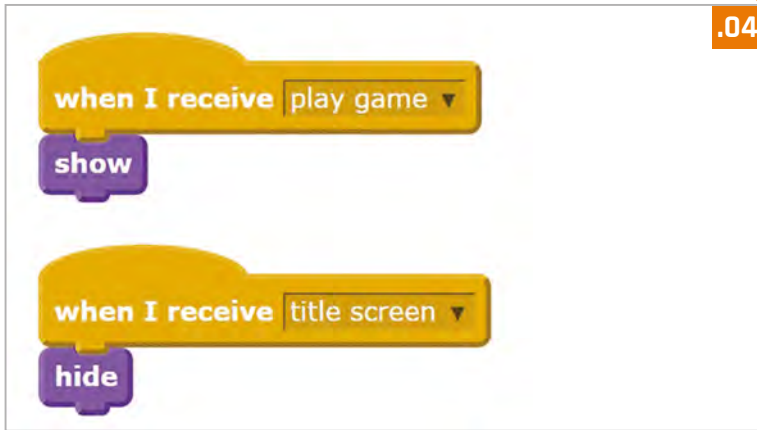 .04
when I receive play game
show
when I receive title screen
hide